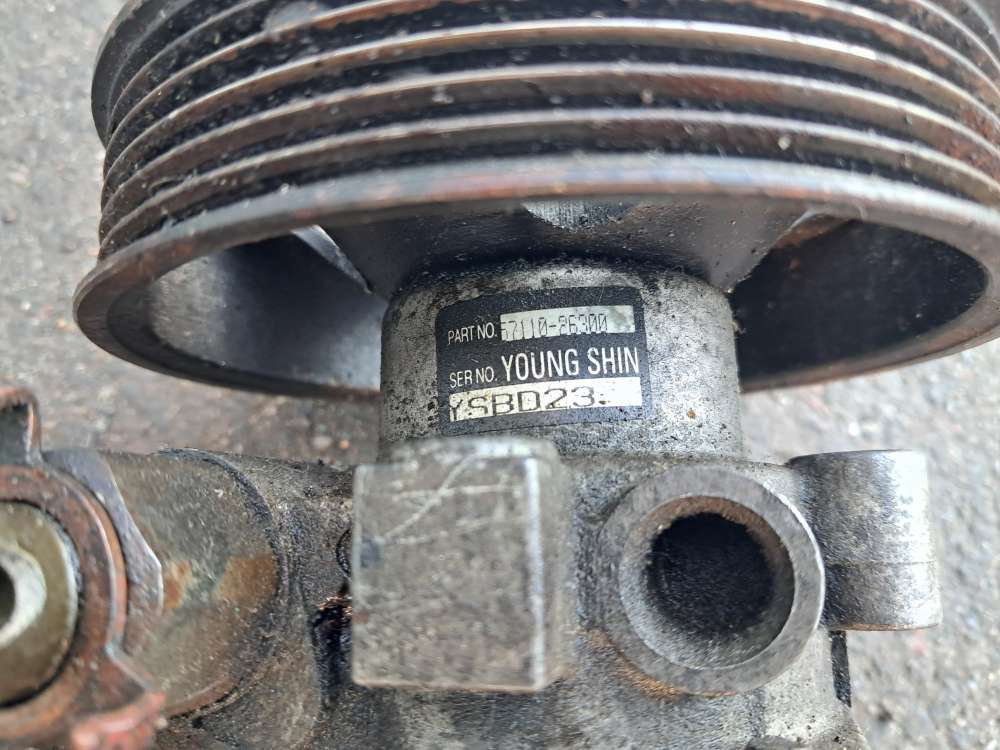 PART NO. 57110-26300
SER NO. YOUNG SHIN
YSBD23